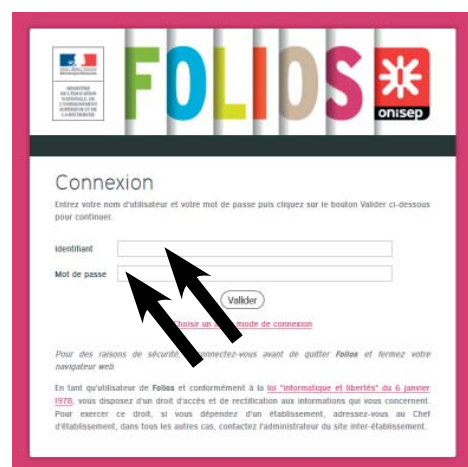 FOLIOS
MINISTÈRE
DE L'ÉDUCATION
NATIONALE, DE
L'ENSEIGNEMENT
SUPÉRIEUR ET DE
LA RECHERCHE
onisep
Connexion
Entrez votre nom d'utilisateur et votre mot de passe puis cliquez sur le bouton Valider ci-dessous
pour continuer.
Identifiant
Mot de passe
Valider
Choisir un mode de connexion
Pour des raisons de sécurité, connectez-vous avant de quitter Folios et fermez votre
navigateur web.
En tant qu'utilisateur de Folios et conformément à la loi "informatique et libertés" du 6 janvier
1978, vous disposez d'un droit d'accès et de rectification aux informations qui vous concernent.
Pour exercer ce droit, si vous dépendez d'un établissement, adressez-vous au Chef
d'établissement, dans tous les autres cas, contactez l'administrateur du site inter-établissement.